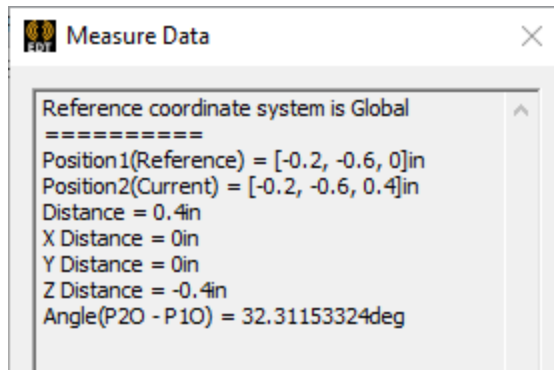 EDT
Measure Data
Reference coordinate system is Global
==========
Position1(Reference) = [-0.2, -0.6, 0]in
Position2(Current) = [-0.2, -0.6, 0.4]in
Distance = 0.4in
X Distance = 0in
Y Distance = 0in
Z Distance = -0.4in
Angle(P2O - P1O) = 32.31153324deg